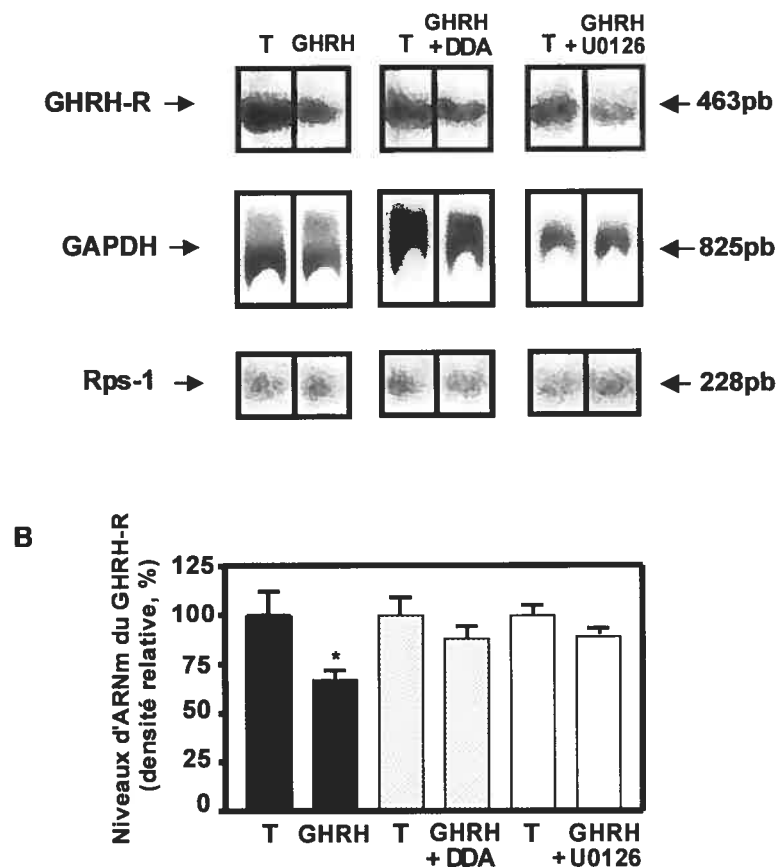 T GHRH T GHRH + DDA T GHRH + U0126
GHRH-R → ← 463pb
GAPDH → ← 825pb
Rps-1 → ← 228pb
B
Niveaux d'ARNm du GHRH-R
(densité relative, %)
125
100
75
50
25
0
*
T GHRH T GHRH + DDA T GHRH + U0126